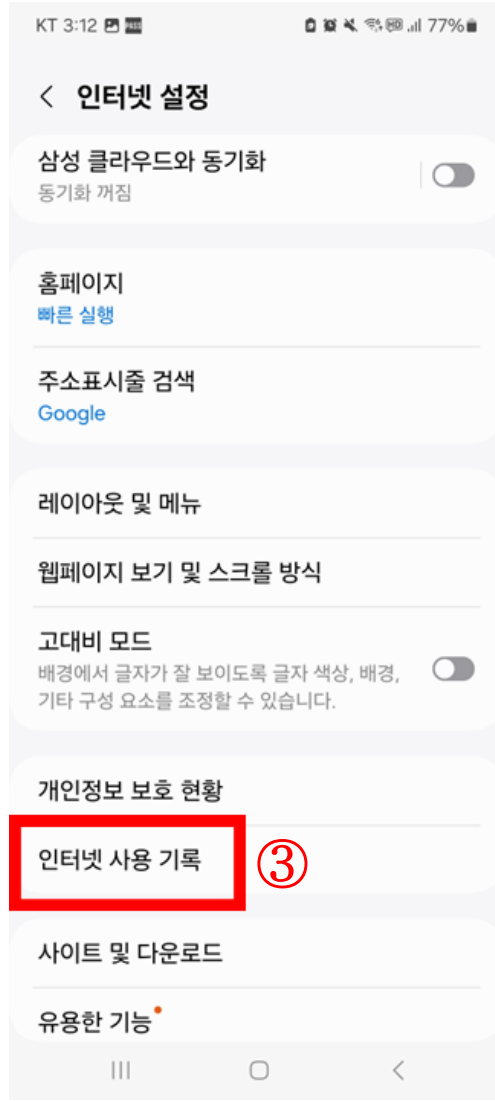 KT 3:12
77%
인터넷 설정
삼성 클라우드와 동기화
동기화 꺼짐
홈페이지
빠른 실행
주소표시줄 검색
Google
레이아웃 및 메뉴
웹페이지 보기 및 스크롤 방식
고대비 모드
배경에서 글자가 잘 보이도록 글자 색상, 배경,
기타 구성 요소를 조정할 수 있습니다.
개인정보 보호 현황
인터넷 사용 기록 ③
사이트 및 다운로드
유용한 기능